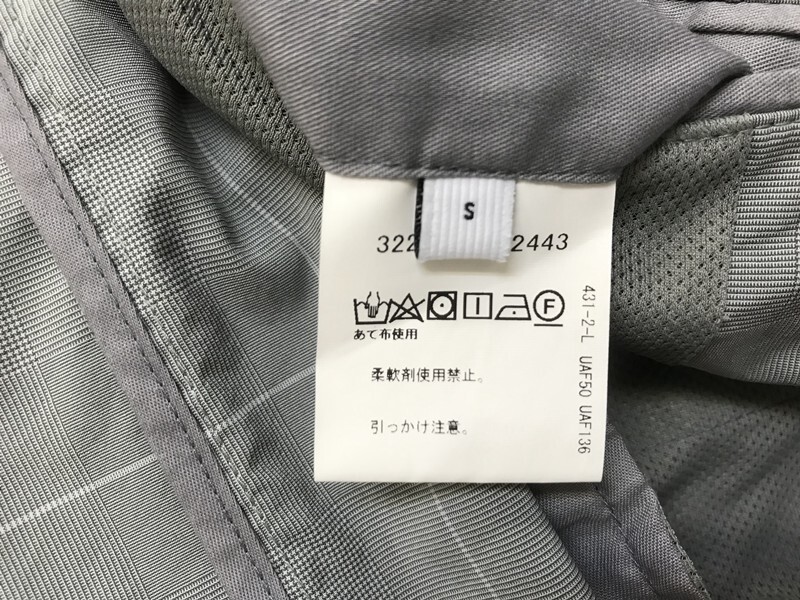 S
322 2443
F
あて布使用
柔軟剤使用禁止。
引っかけ注意。
431-2-L UAF50 UAF136